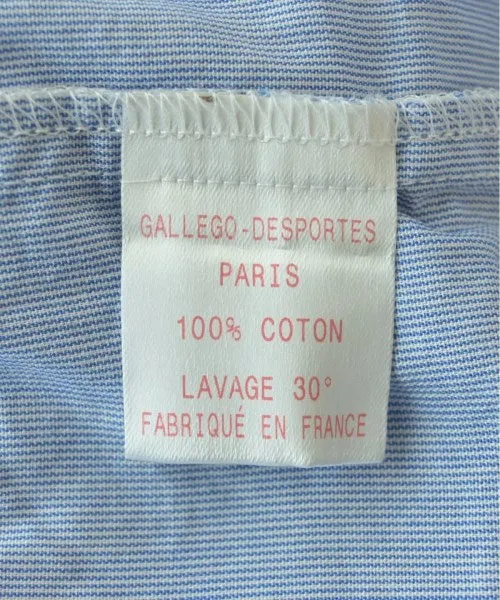 GALLEGO-DESPORTES
PARIS
100% COTON
LAVAGE 30°
FABRIQUÉ EN FRANCE